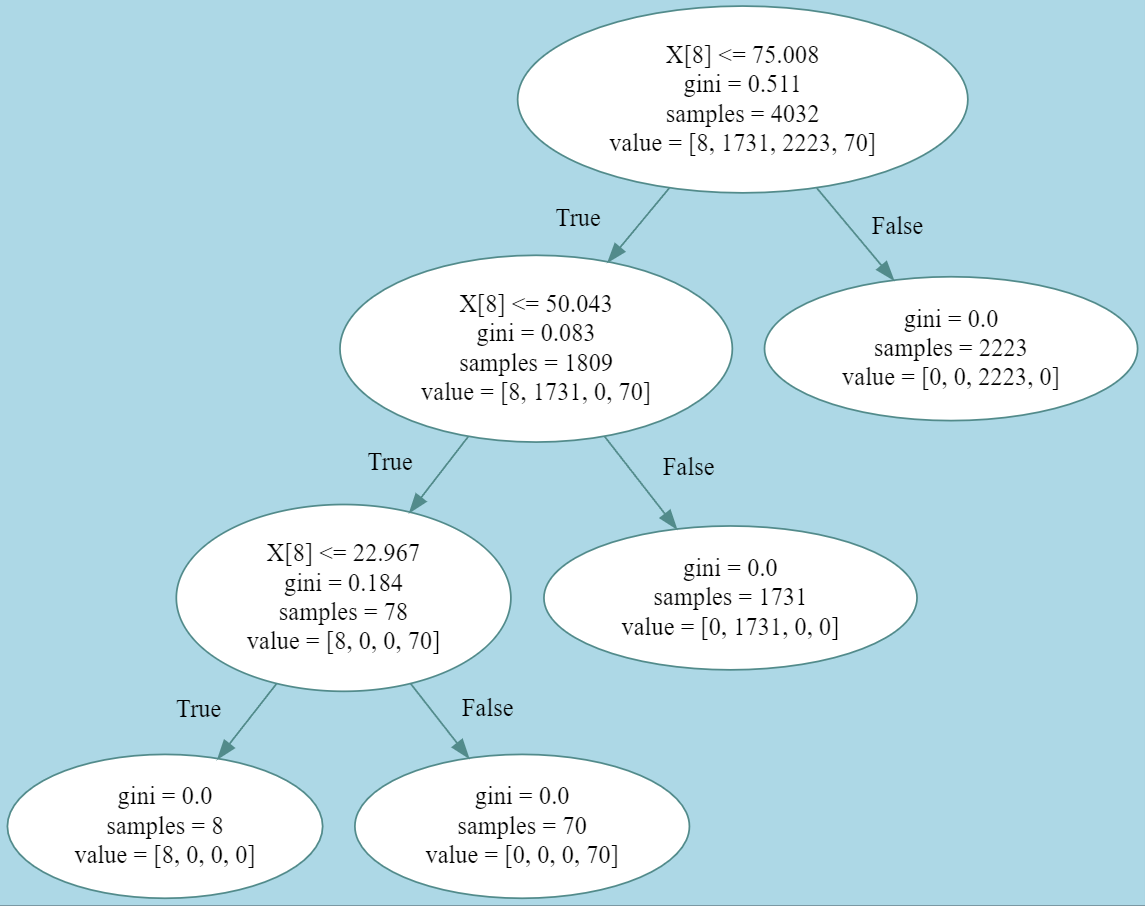 X[8] <= 75.008
gini = 0.511
samples = 4032
value = [8, 1731, 2223, 70]
True
False
X[8] <= 50.043
gini = 0.083
samples = 1809
value = [8, 1731, 0, 70]
gini = 0.0
samples = 2223
value = [0, 0, 2223, 0]
True
False
X[8] <= 22.967
gini = 0.184
samples = 78
value = [8, 0, 0, 70]
gini = 0.0
samples = 1731
value = [0, 1731, 0, 0]
True
False
gini = 0.0
samples = 8
value = [8, 0, 0, 0]
gini = 0.0
samples = 70
value = [0, 0, 0, 70]